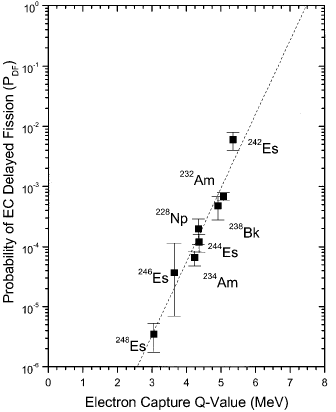 10⁰
10⁻¹
10⁻²
10⁻³
10⁻⁴
10⁻⁵
10⁻⁶
Probability of EC Delayed Fission (P_DF)
²⁴²Es
²³²Am
²³⁸Bk
²²⁸Np
²⁴⁴Es
²⁴⁶Es
²³⁴Am
²⁴⁸Es
0 1 2 3 4 5 6 7 8
Electron Capture Q-Value (MeV)